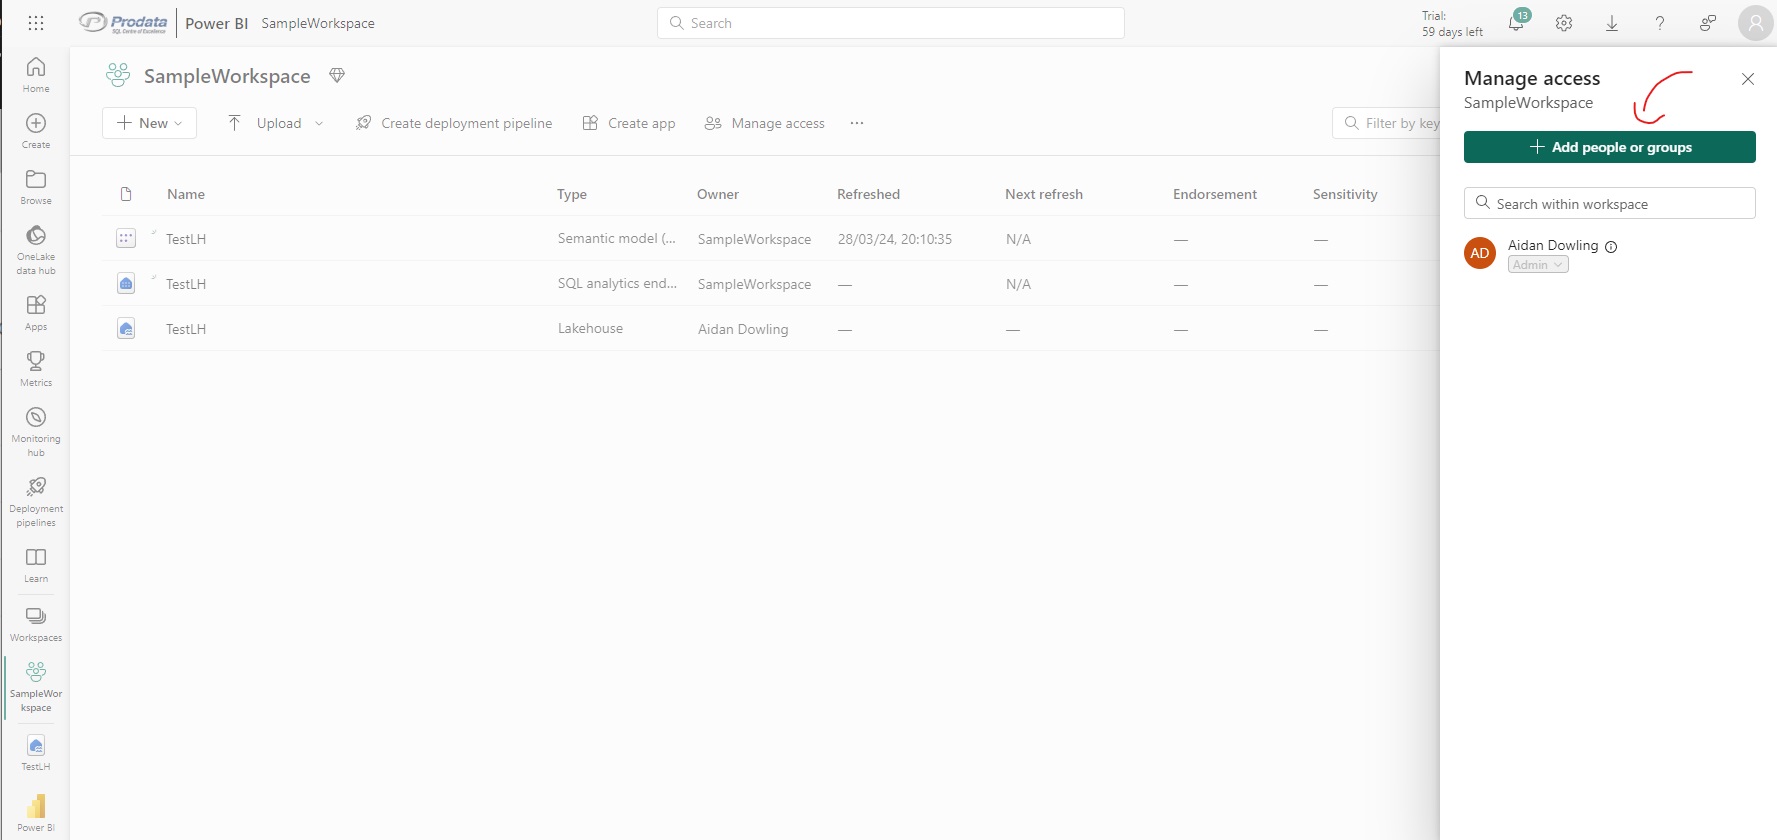 Prodata
SQL Centre of Excellence
Power BI
SampleWorkspace
Search
Trial:
59 days left
13
Home
Create
Browse
OneLake
data hub
Apps
Metrics
Monitoring
hub
Deployment
pipelines
Learn
Workspaces
SampleWor
kspace
TestLH
Power BI
SampleWorkspace
New
Upload
Create deployment pipeline
Create app
Manage access
Filter by key
Name Type Owner Refreshed Next refresh Endorsement Sensitivity
TestLH Semantic model (... SampleWorkspace 28/03/24, 20:10:35 N/A — —
TestLH SQL analytics end... SampleWorkspace — N/A — —
TestLH Lakehouse Aidan Dowling — — — —
Manage access
SampleWorkspace
Add people or groups
Search within workspace
AD
Aidan Dowling
Admin